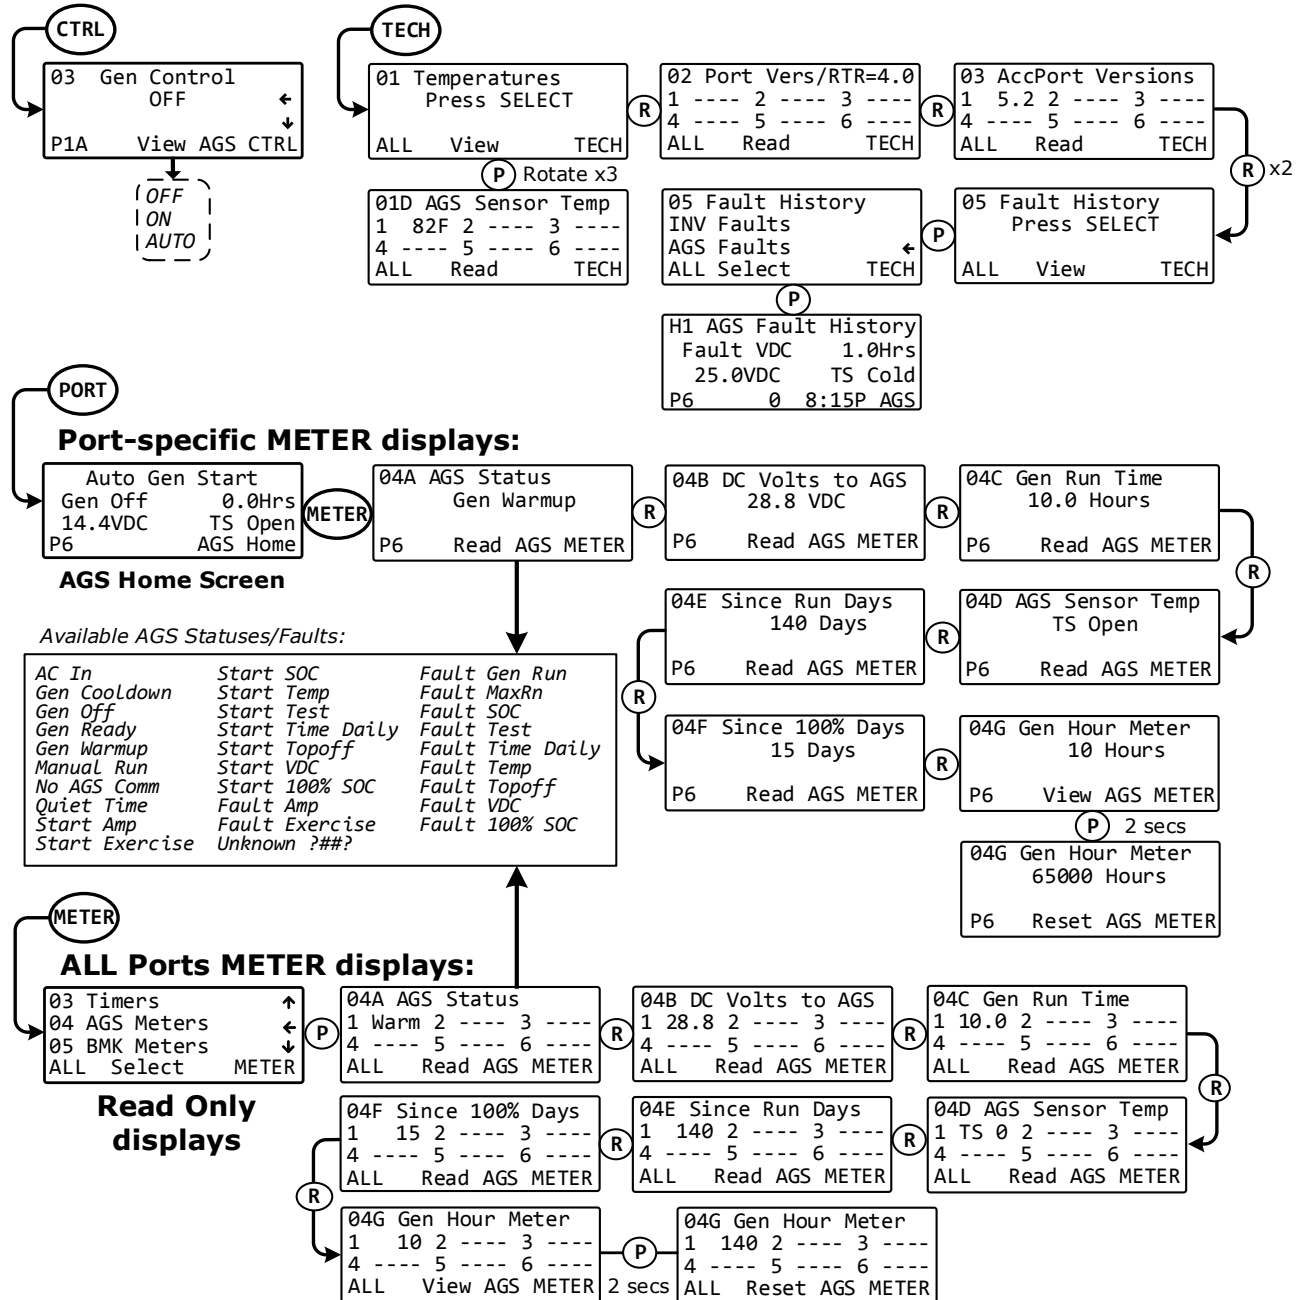 CTRL
03  Gen Control
OFF ←
↓
P1A View AGS CTRL
OFF
ON
AUTO
TECH
01 Temperatures
Press SELECT
ALL View TECH
R
02 Port Vers/RTR=4.0
1 ---- 2 ---- 3 ----
4 ---- 5 ---- 6 ----
ALL Read TECH
R
03 AccPort Versions
1 5.2 2 ---- 3 ----
4 ---- 5 ---- 6 ----
ALL Read TECH
R x2
P Rotate x3
01D AGS Sensor Temp
1 82F 2 ---- 3 ----
4 ---- 5 ---- 6 ----
ALL Read TECH
05 Fault History
Press SELECT
ALL View TECH
P
05 Fault History
INV Faults
AGS Faults ←
ALL Select TECH
P
H1 AGS Fault History
Fault VDC 1.0Hrs
25.0VDC TS Cold
P6 0 8:15P AGS
PORT
Port-specific METER displays:
Auto Gen Start
Gen Off 0.0Hrs
14.4VDC TS Open
P6 AGS Home
AGS Home Screen
METER
04A AGS Status
Gen Warmup
P6 Read AGS METER
R
04B DC Volts to AGS
28.8 VDC
P6 Read AGS METER
R
04C Gen Run Time
10.0 Hours
P6 Read AGS METER
R
04D AGS Sensor Temp
TS Open
P6 Read AGS METER
R
04E Since Run Days
140 Days
P6 Read AGS METER
R
04F Since 100% Days
15 Days
P6 Read AGS METER
R
04G Gen Hour Meter
10 Hours
P6 View AGS METER
P 2 secs
04G Gen Hour Meter
65000 Hours
P6 Reset AGS METER
Available AGS Statuses/Faults:
AC In Start SOC Fault Gen Run
Gen Cooldown Start Temp Fault MaxRn
Gen Off Start Test Fault SOC
Gen Ready Start Time Daily Fault Test
Gen Warmup Start Topoff Fault Time Daily
Manual Run Start VDC Fault Temp
No AGS Comm Start 100% SOC Fault Topoff
Quiet Time Fault Amp Fault VDC
Start Amp Fault Exercise Fault 100% SOC
Start Exercise Unknown ?##?
METER
ALL Ports METER displays:
03 Timers ↑
04 AGS Meters ←
05 BMK Meters ↓
ALL Select METER
Read Only
displays
P
04A AGS Status
1 Warm 2 ---- 3 ----
4 ---- 5 ---- 6 ----
ALL Read AGS METER
R
04B DC Volts to AGS
1 28.8 2 ---- 3 ----
4 ---- 5 ---- 6 ----
ALL Read AGS METER
R
04C Gen Run Time
1 10.0 2 ---- 3 ----
4 ---- 5 ---- 6 ----
ALL Read AGS METER
R
04D AGS Sensor Temp
1 TS 0 2 ---- 3 ----
4 ---- 5 ---- 6 ----
ALL Read AGS METER
R
04E Since Run Days
1 140 2 ---- 3 ----
4 ---- 5 ---- 6 ----
ALL Read AGS METER
R
04F Since 100% Days
1 15 2 ---- 3 ----
4 ---- 5 ---- 6 ----
ALL Read AGS METER
R
04G Gen Hour Meter
1 10 2 ---- 3 ----
4 ---- 5 ---- 6 ----
ALL View AGS METER
P
2 secs
04G Gen Hour Meter
1 140 2 ---- 3 ----
4 ---- 5 ---- 6 ----
ALL Reset AGS METER